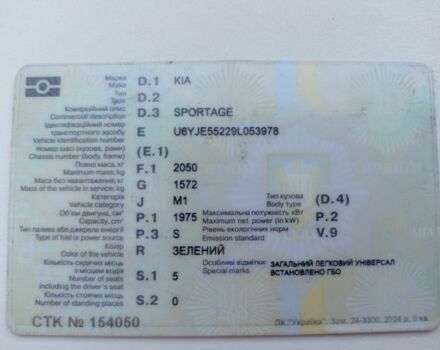 Марка D.1 KIA
Make
Тип D.2
Type
Комерційний опис D.3 SPORTAGE
Commercial description
Ідентифікаційний номер
транспортного засобу E U6YJE55229L053978
Vehicle identification number
Номер шасі (кузова, рами) (E.1)
Chassis number (body, frame)
Повна маса, кг F.1 2050
Maximum mass, kg
Маса без навантаження, кг G 1572
Mass of the vehicle in service, kg
Категорія J M1 Тип кузова (D.4)
Vehicle category Body type
Об'єм двигуна, см³ P.1 1975 Максимальна потужність кВт P.2
Capacity, cm³ Maximum net power (in kW)
Тип палива або джерела енергії P.3 S Рівень екологічних норм V.9
Type of fuel or power source Emission standard
Колір R ЗЕЛЕНИЙ
Color of the vehicle
Кількість сидячих місць Особливі відмітки: ЗАГАЛЬНИЙ ЛЕГКОВИЙ УНІВЕРСАЛ
з місцем водія S.1 5 Special marks ВСТАНОВЛЕНО ГБО
Number of seats
including the driver's seat
Кількість стоячих місць S.2 0
Number of standing places
СТК № 154050 ПК "Україна". Зам. 24-3300. 2024 р. II кв.